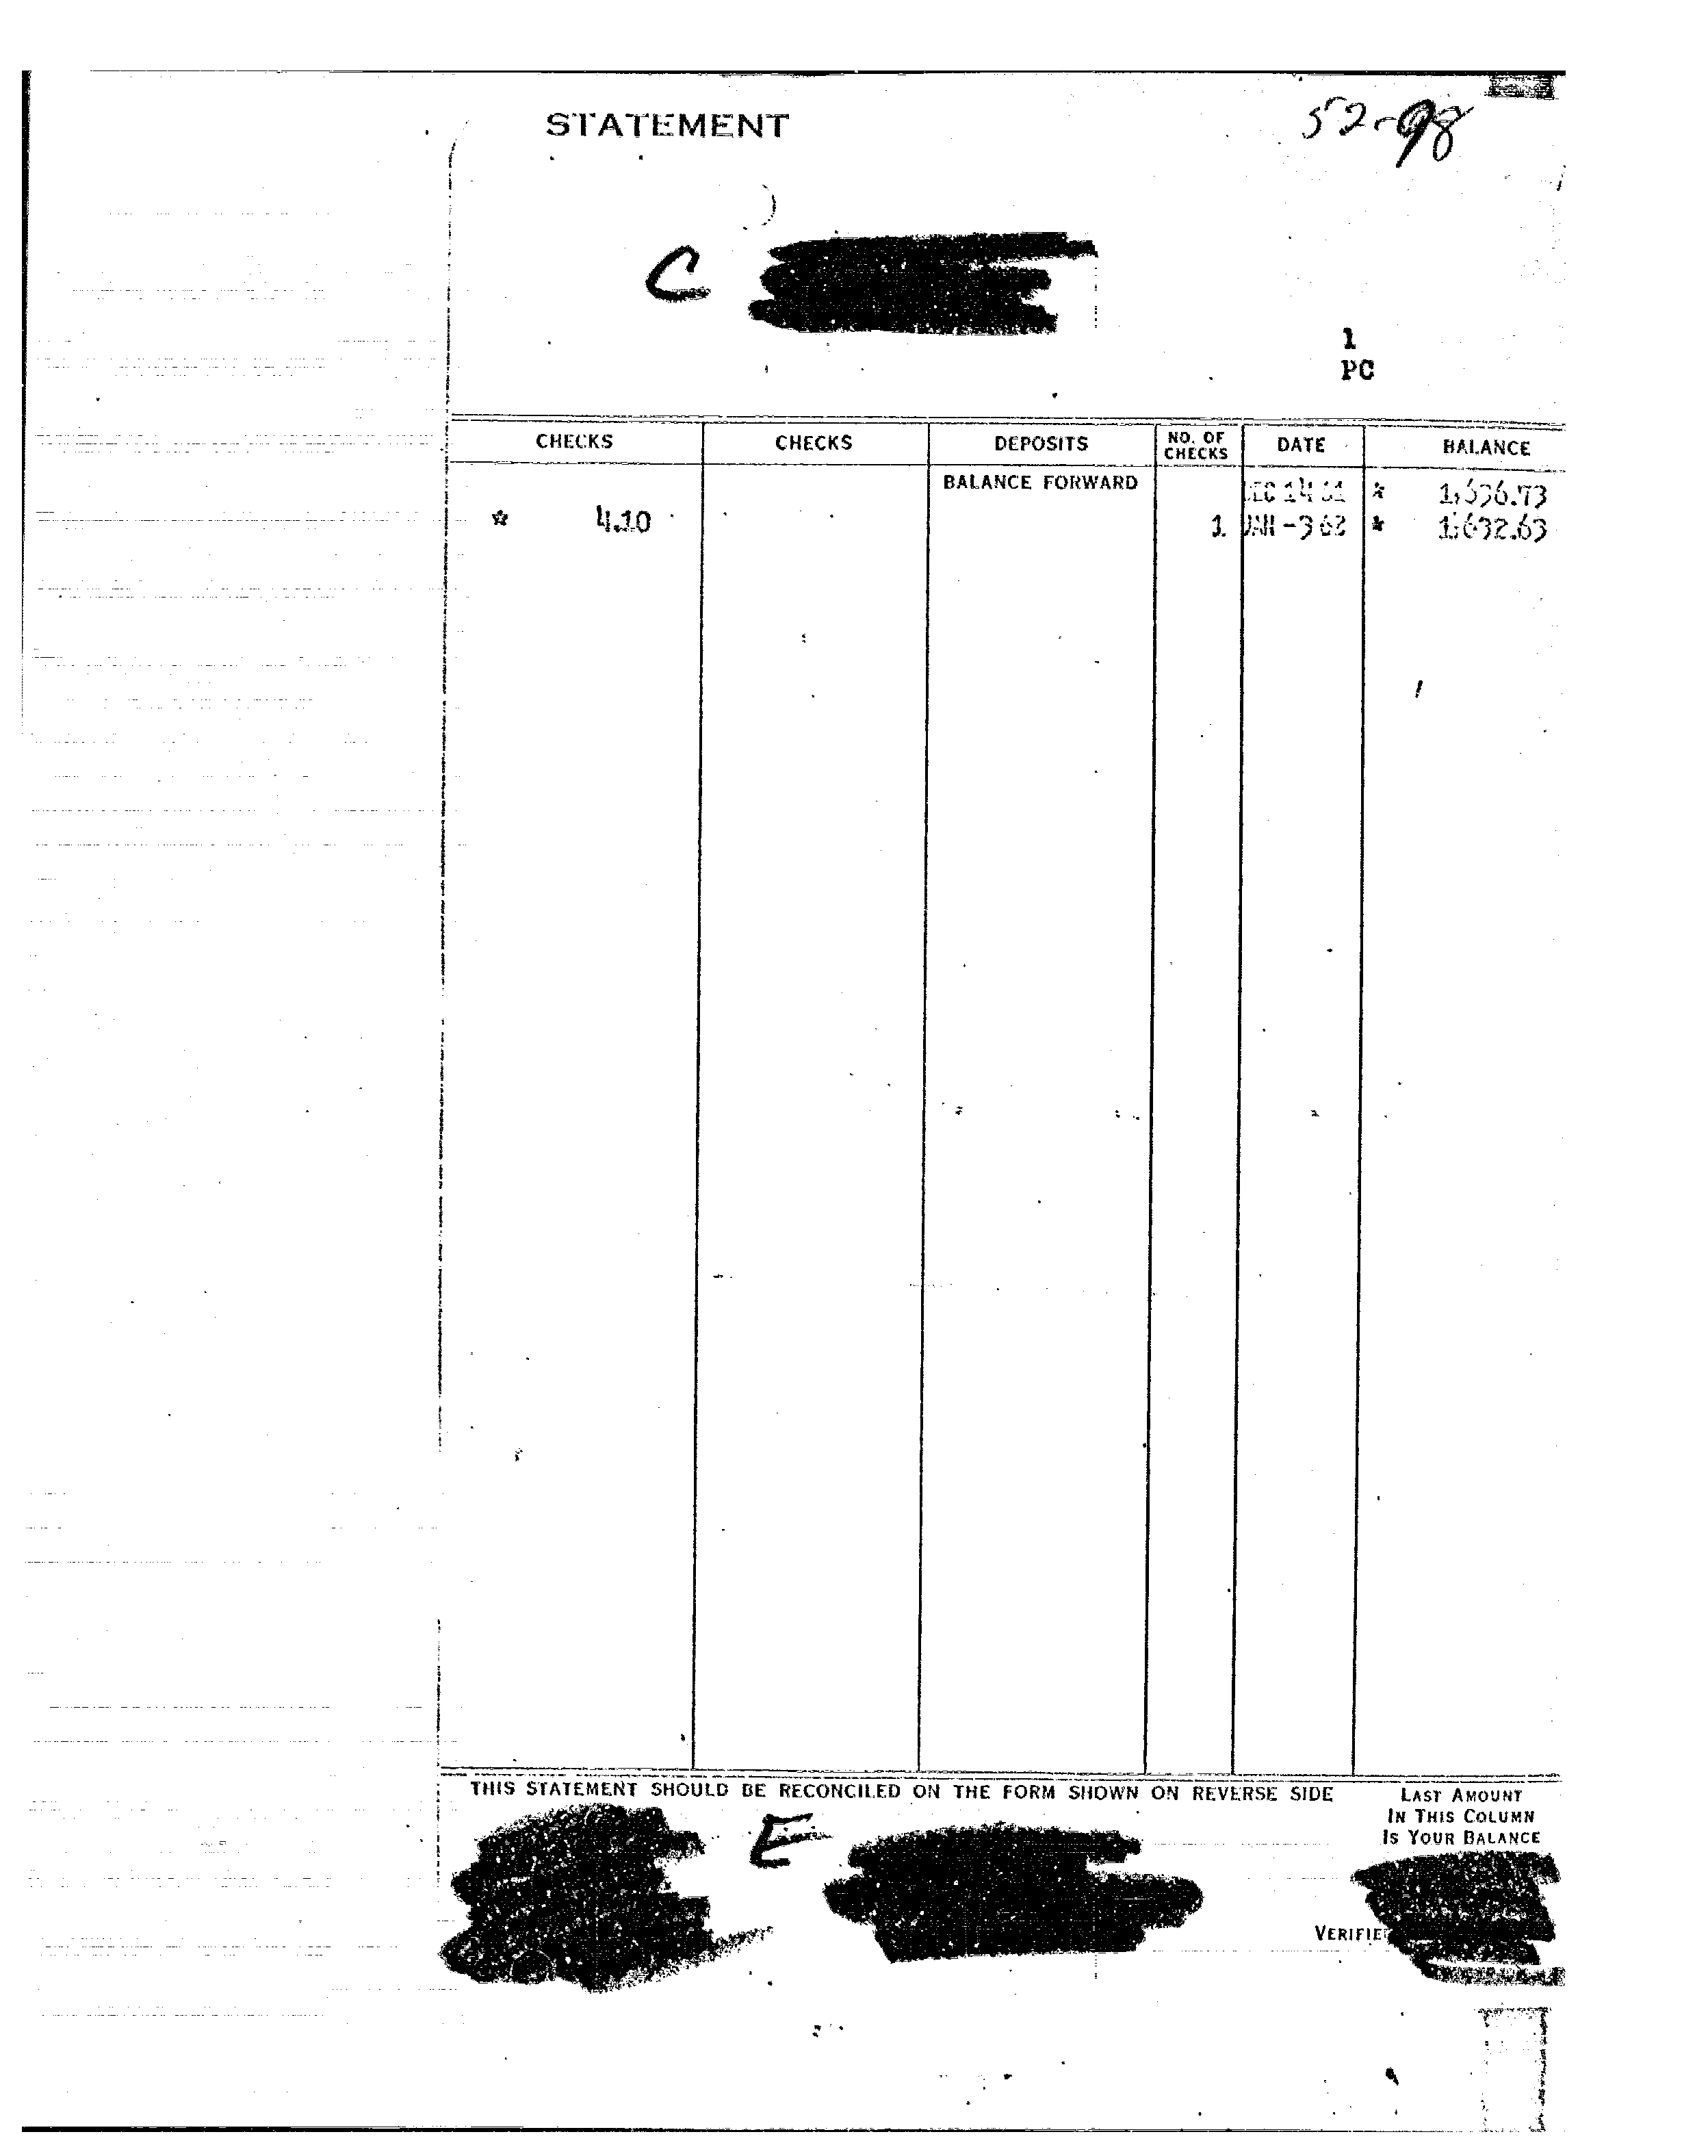 STATEMENT
52-98
C
1
PC
CHECKS CHECKS DEPOSITS NO. OF CHECKS DATE BALANCE
BALANCE FORWARD DEC 14 61 * 1,636.73
* 4.10 1 JAN -3 62 * 1,632.63
THIS STATEMENT SHOULD BE RECONCILED ON THE FORM SHOWN ON REVERSE SIDE
LAST AMOUNT
IN THIS COLUMN
IS YOUR BALANCE
E
VERIFIE